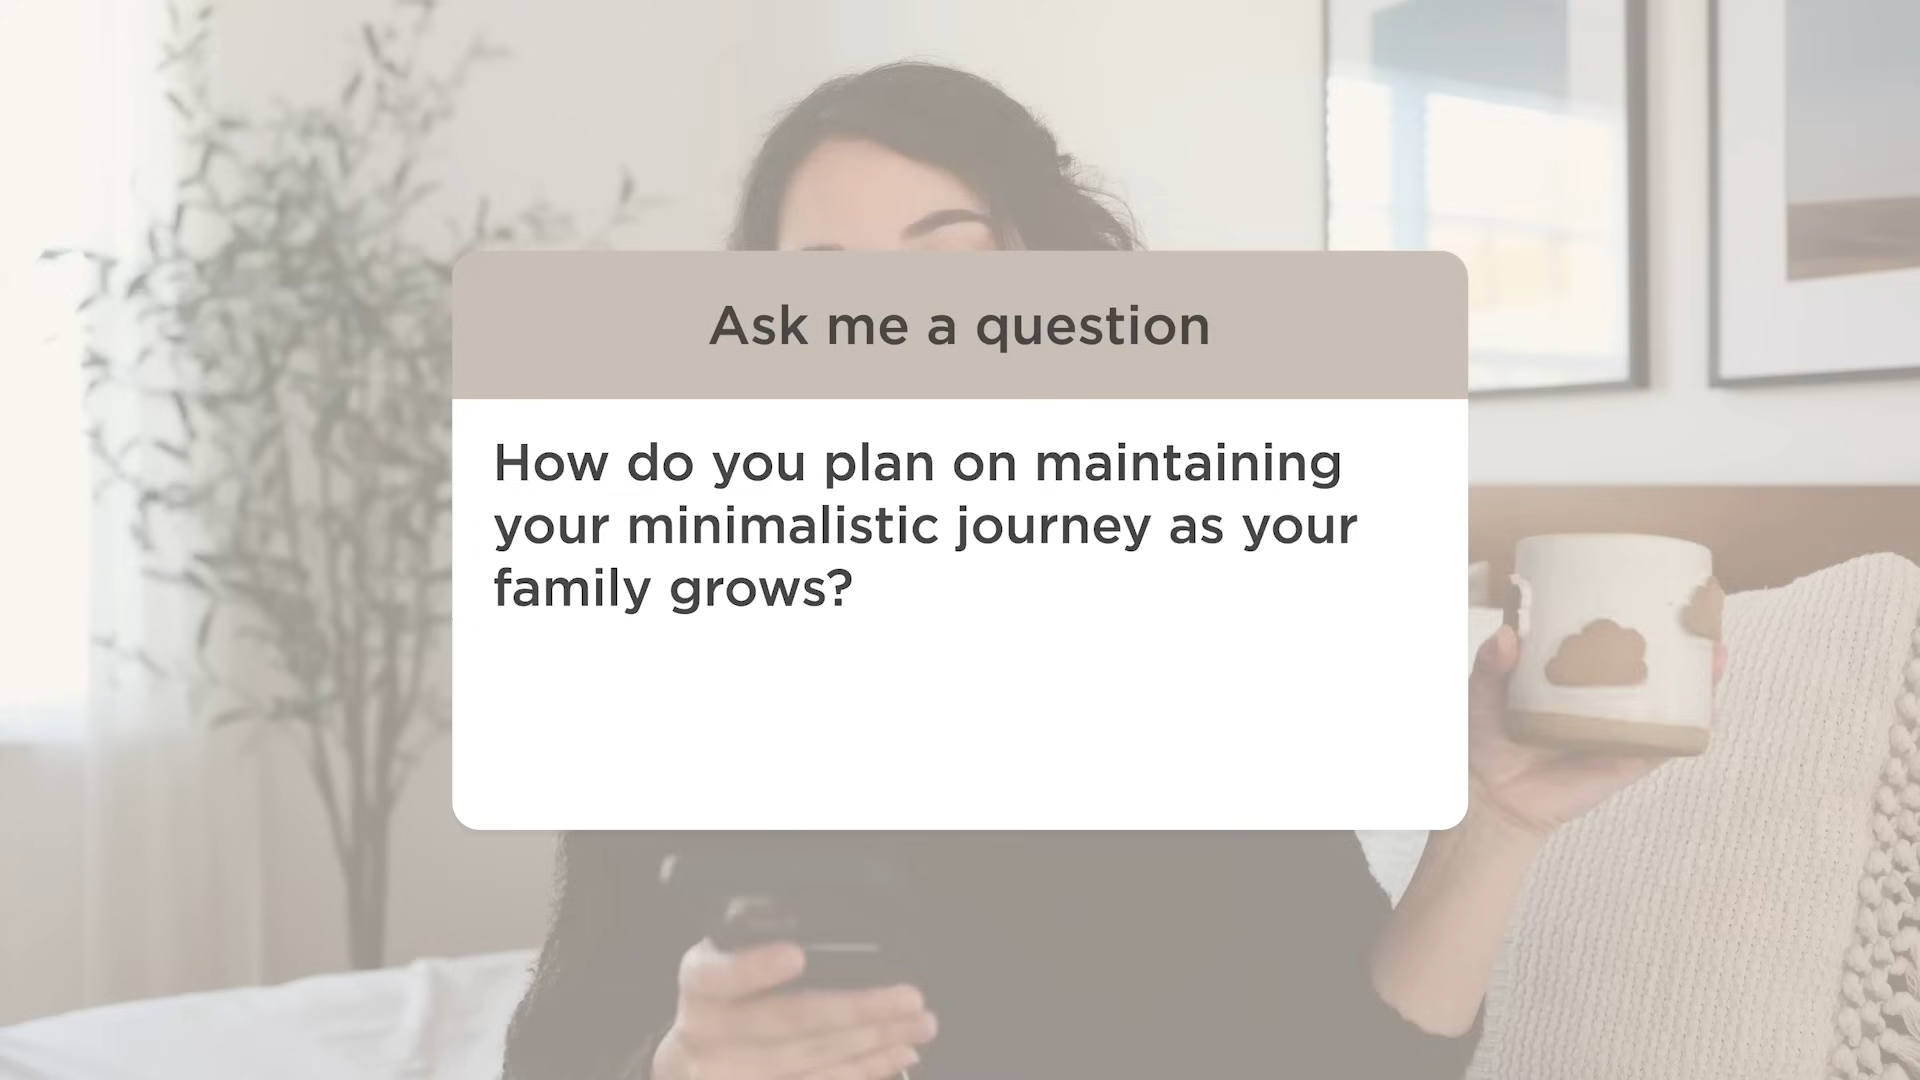 Ask me a question
How do you plan on maintaining
your minimalistic journey as your
family grows?